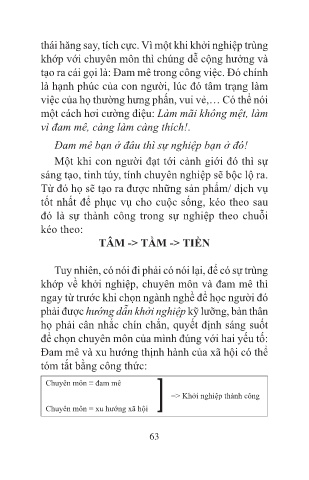 thái hăng say, tích cực. Vì một khi khởi nghiệp trùng
khớp với chuyên môn thì chúng dễ cộng hưởng và
tạo ra cái gọi là: Đam mê trong công việc. Đó chính
là hạnh phúc của con người, lúc đó tâm trạng làm
việc của họ thường hưng phấn, vui vẻ,… Có thể nói
một cách hơi cường điệu: Làm mãi không mệt, làm
vì đam mê, càng làm càng thích!.
Đam mê bạn ở đâu thì sự nghiệp bạn ở đó!
Một khi con người đạt tới cảnh giới đó thì sự
sáng tạo, tinh túy, tính chuyên nghiệp sẽ bộc lộ ra.
Từ đó họ sẽ tạo ra được những sản phẩm/ dịch vụ
tốt nhất để phục vụ cho cuộc sống, kéo theo sau
đó là sự thành công trong sự nghiệp theo chuỗi
kéo theo:
TÂM -> TẦM -> TIỀN
Tuy nhiên, có nói đi phải có nói lại, để có sự trùng
khớp về khởi nghiệp, chuyên môn và đam mê thì
ngay từ trước khi chọn ngành nghề để học người đó
phải được hướng dẫn khởi nghiệp kỹ lưỡng, bản thân
họ phải cân nhắc chín chắn, quyết định sáng suốt
để chọn chuyên môn của mình đúng với hai yếu tố:
Đam mê và xu hướng thịnh hành của xã hội có thể
tóm tắt bằng công thức:
Chuyên môn = đam mê
=> Khởi nghiệp thành công
Chuyên môn = xu hướng xã hội
63